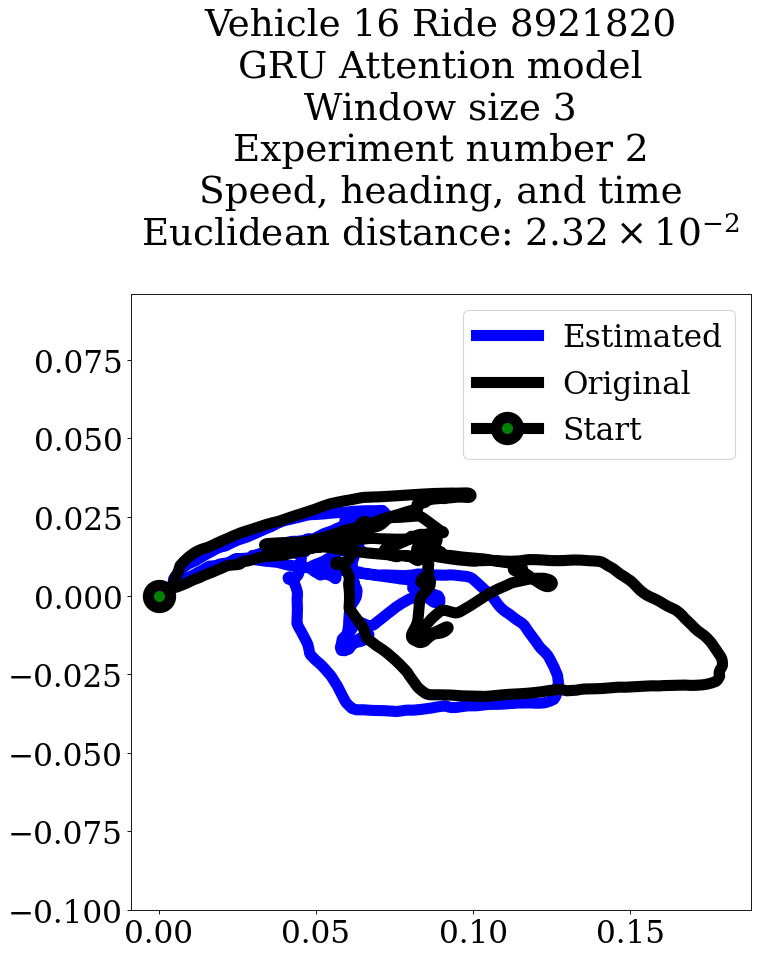 Vehicle 16 Ride 8921820
GRU Attention model
Window size 3
Experiment number 2
Speed, heading, and time
Euclidean distance: 2.32 × 10⁻²
Estimated
Original
Start
0.075
0.050
0.025
0.000
−0.025
−0.050
−0.075
−0.100
0.00 0.05 0.10 0.15